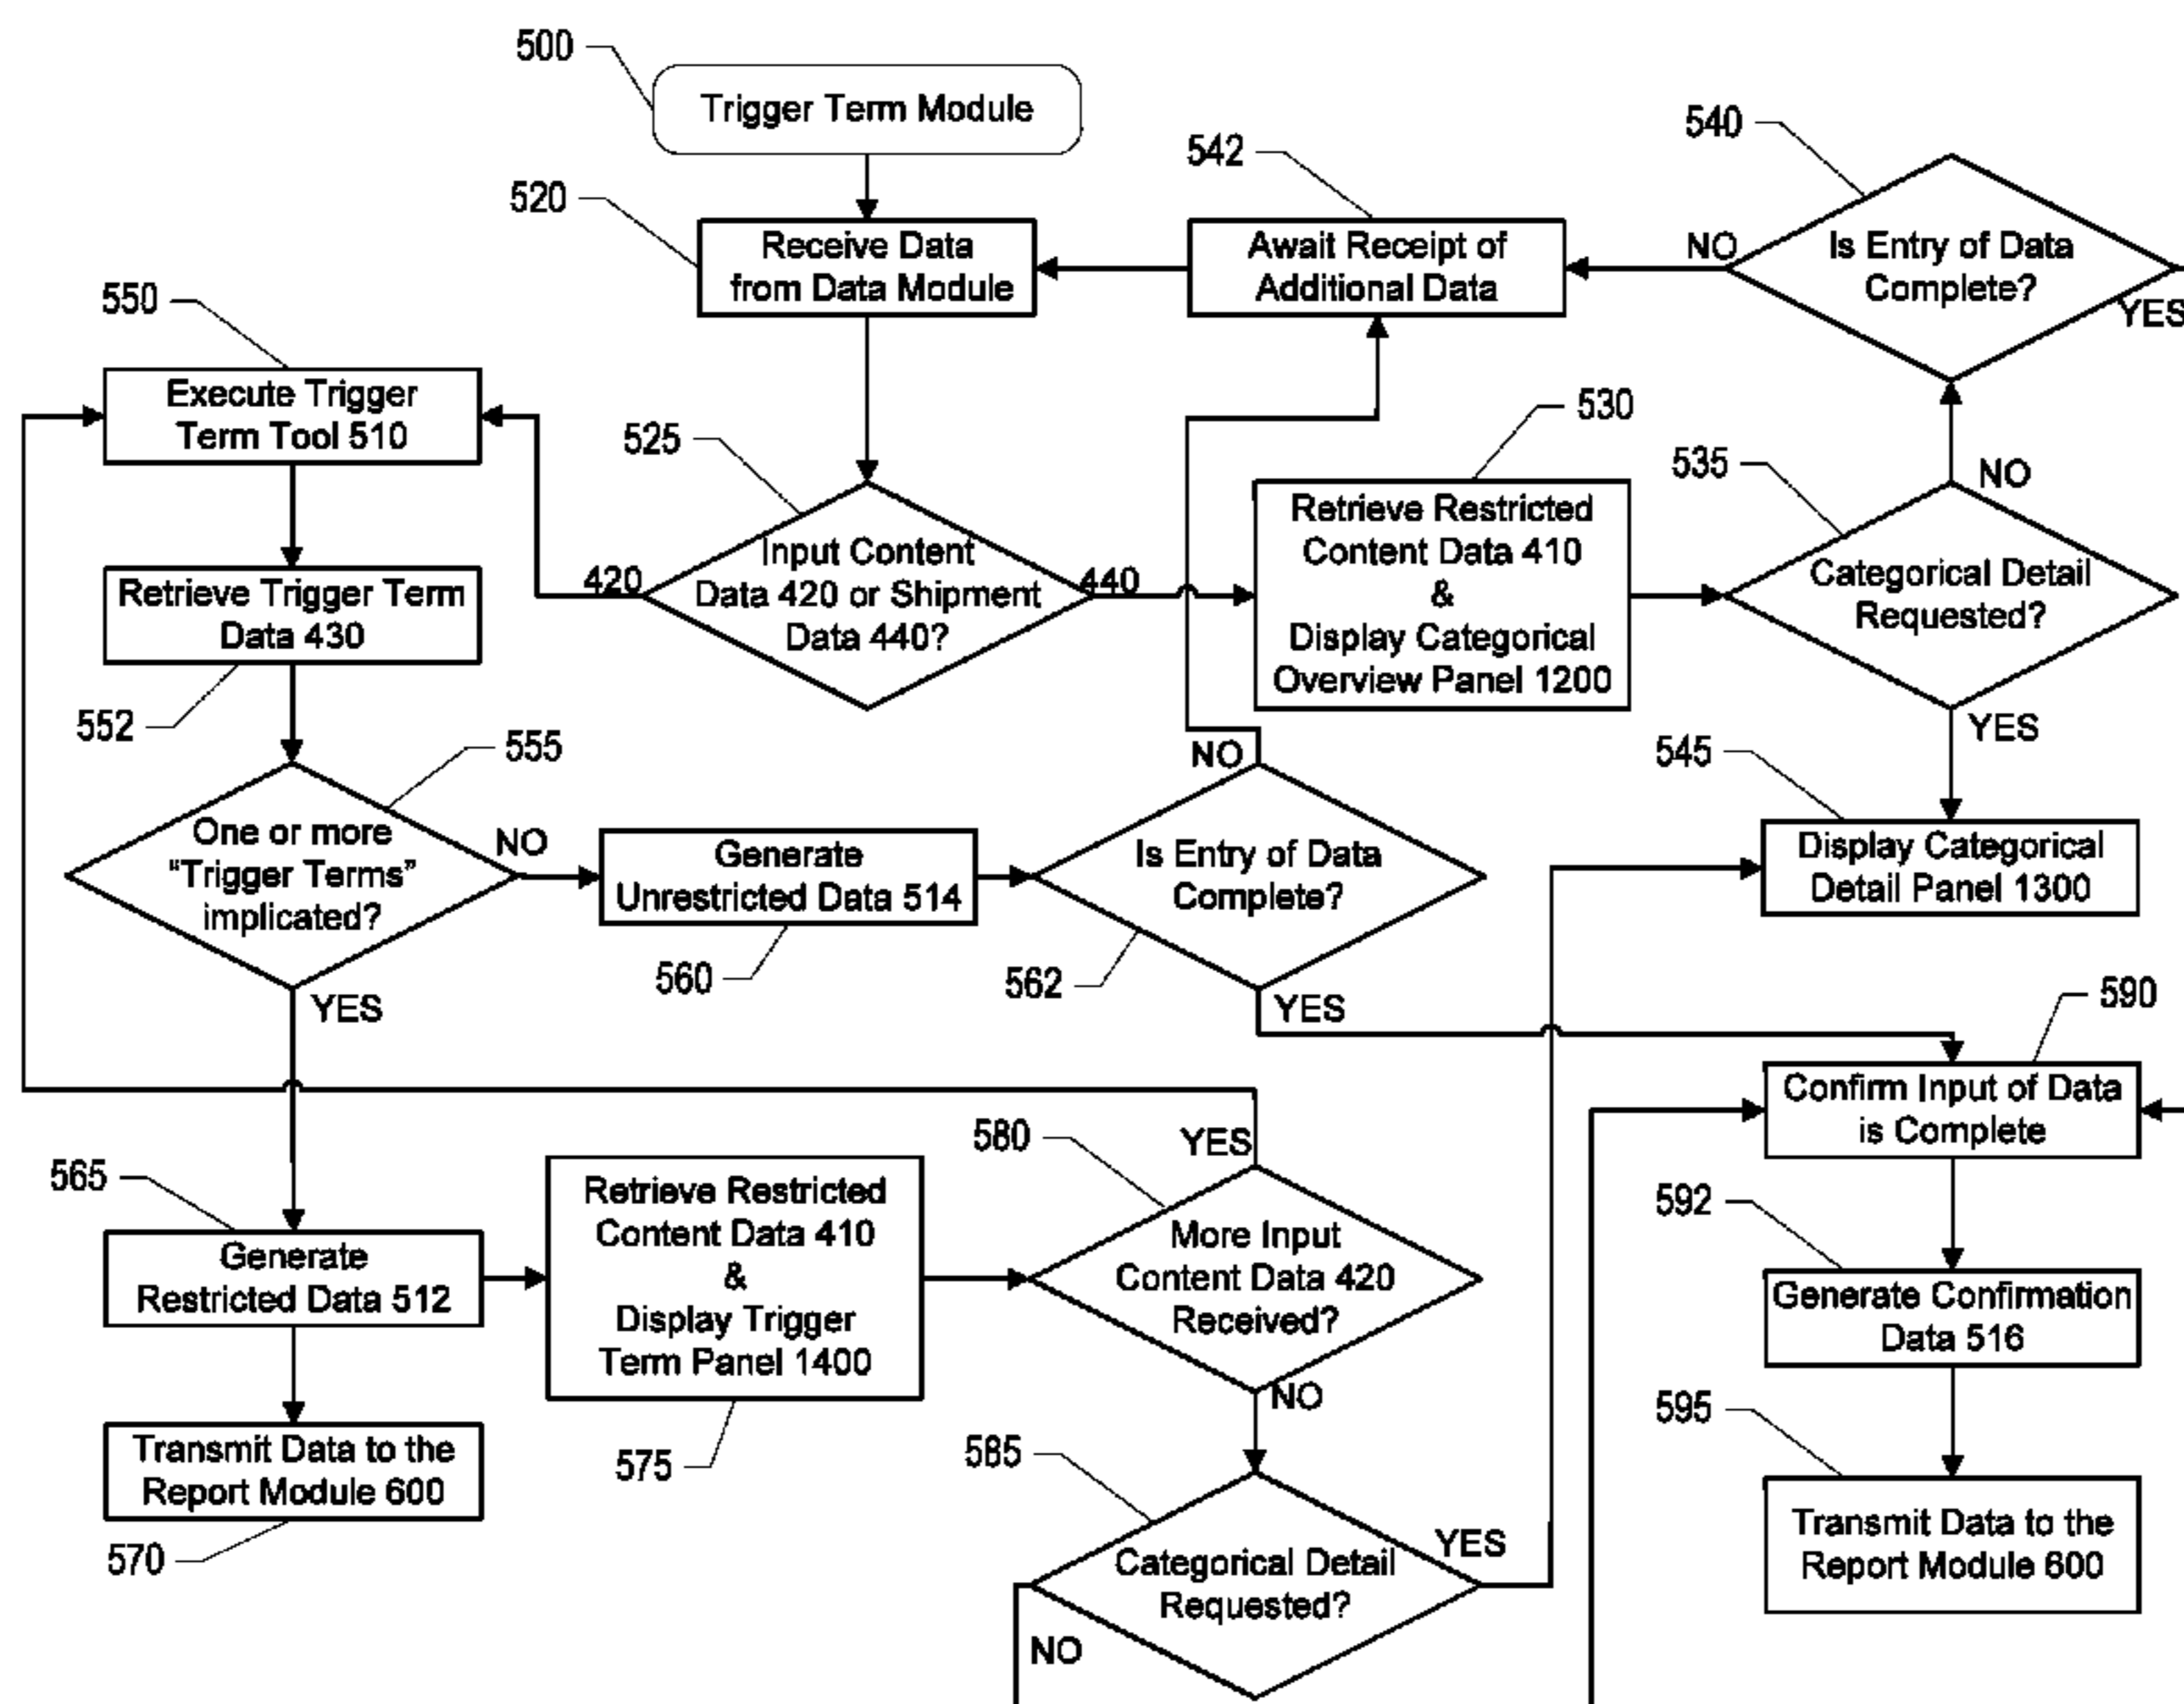 500
Trigger Term Module
520
Receive Data
from Data Module
542
Await Receipt of
Additional Data
540
Is Entry of Data
Complete?
NO
YES
550
Execute Trigger
Term Tool 510
525
Input Content
Data 420 or Shipment
Data 440?
420
440
530
Retrieve Restricted
Content Data 410
&
Display Categorical
Overview Panel 1200
535
Categorical Detail
Requested?
NO
YES
552
Retrieve Trigger Term
Data 430
545
Display Categorical
Detail Panel 1300
555
One or more
“Trigger Terms”
implicated?
NO
YES
560
Generate
Unrestricted Data 514
562
Is Entry of Data
Complete?
NO
YES
590
Confirm Input of Data
is Complete
565
Generate
Restricted Data 512
575
Retrieve Restricted
Content Data 410
&
Display Trigger
Term Panel 1400
580
More Input
Content Data 420
Received?
YES
NO
592
Generate Confirmation
Data 516
570
Transmit Data to the
Report Module 600
585
Categorical Detail
Requested?
YES
NO
595
Transmit Data to the
Report Module 600